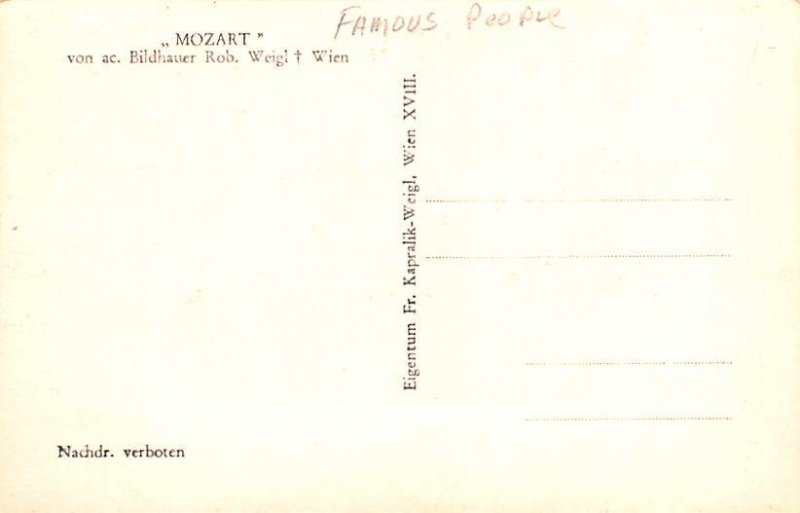 FAMOUS PEOPLE
„MOZART”
von ac. Bildhauer Rob. Weigl † Wien
Eigentum Fr. Kapralik-Weigl, Wien XVIII.
Nachdr. verboten